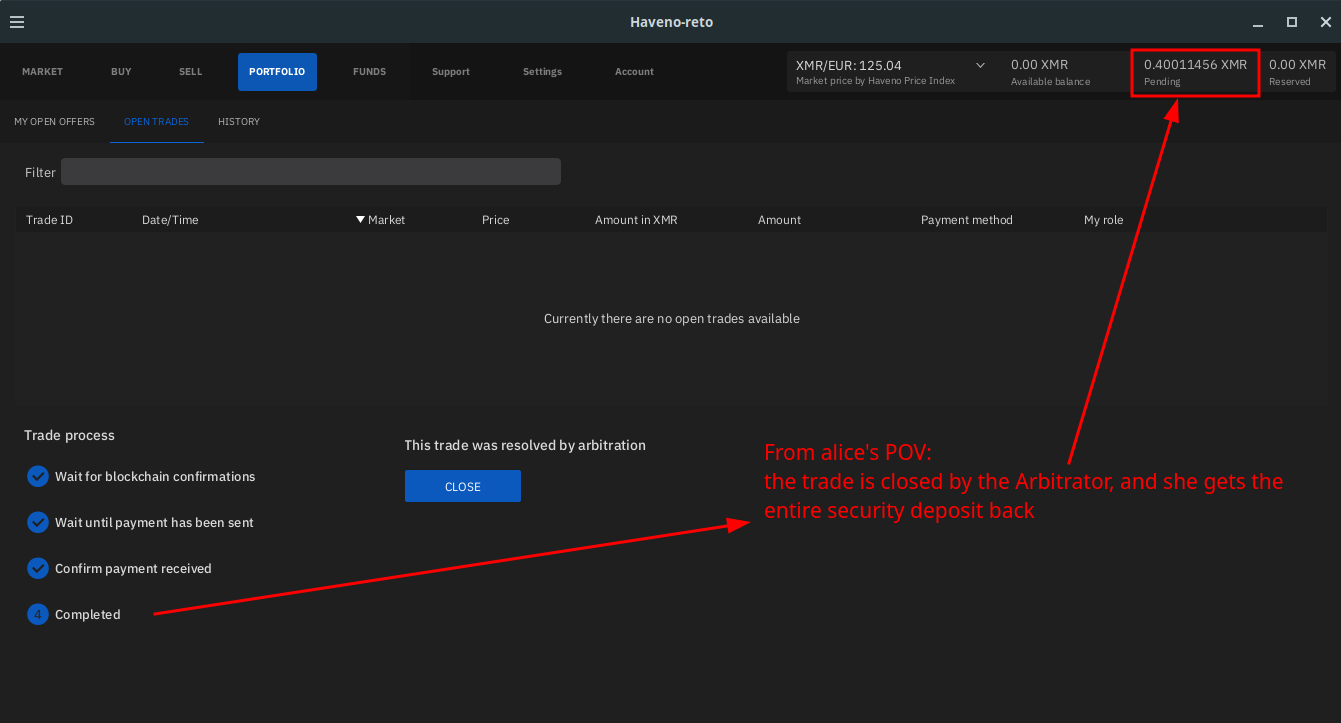 Haveno-reto
MARKET BUY SELL PORTFOLIO FUNDS Support Settings Account
XMR/EUR: 125.04 0.00 XMR 0.40011456 XMR 0.00 XMR
Market price by Haveno Price Index Available balance Pending Reserved
MY OPEN OFFERS OPEN TRADES HISTORY
Filter
Trade ID Date/Time Market Price Amount in XMR Amount Payment method My role
Currently there are no open trades available
Trade process
This trade was resolved by arbitration
Wait for blockchain confirmations
CLOSE
Wait until payment has been sent
Confirm payment received
4 Completed
From alice's POV:
the trade is closed by the Arbitrator, and she gets the
entire security deposit back